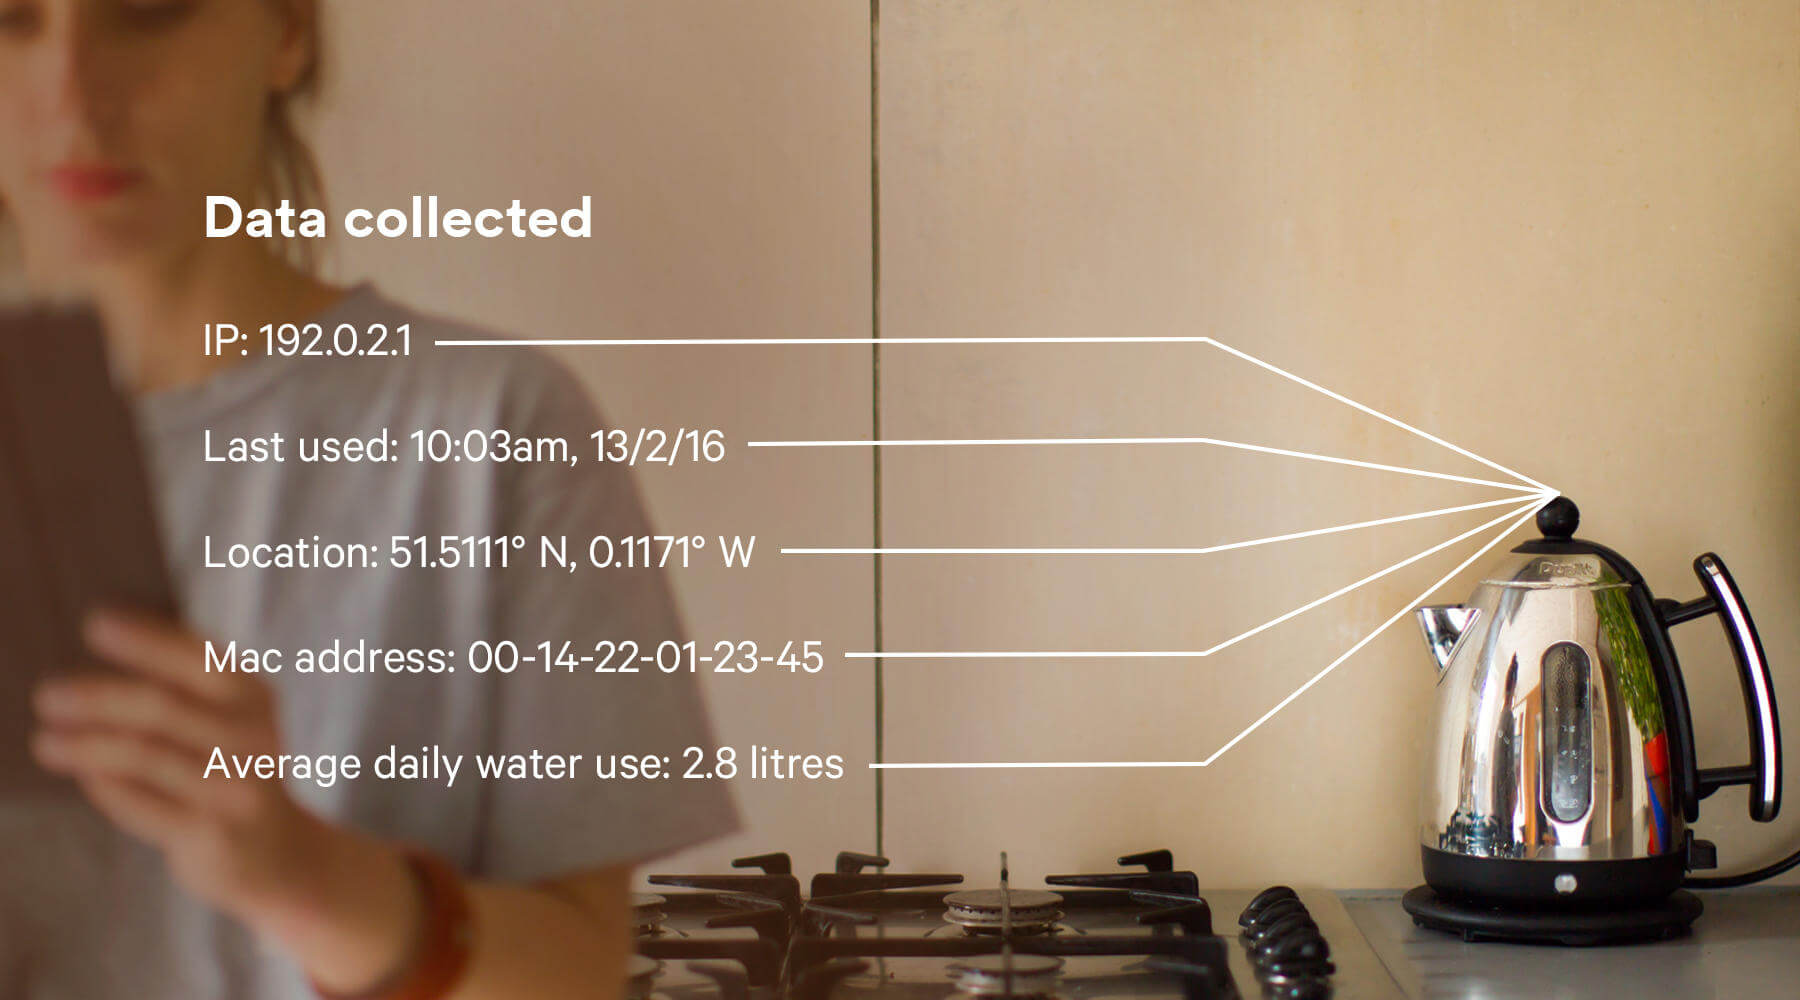 Data collected
IP: 192.0.2.1
Last used: 10:03am, 13/2/16
Location: 51.5111° N, 0.1171° W
Mac address: 00-14-22-01-23-45
Average daily water use: 2.8 litres
Dualit